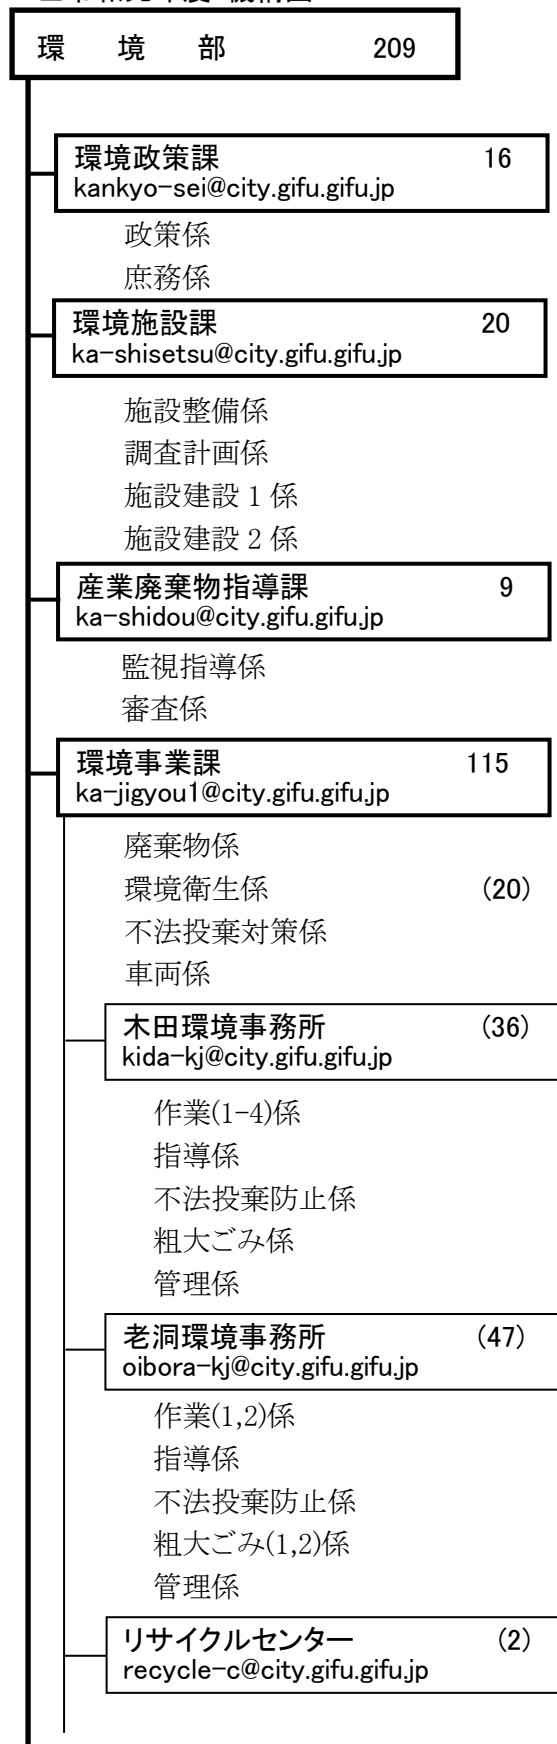 環　境　部　209
環境政策課　16
kankyo-sei@city.gifu.gifu.jp
政策係
庶務係
環境施設課　20
ka-shisetsu@city.gifu.gifu.jp
施設整備係
調査計画係
施設建設 1 係
施設建設 2 係
産業廃棄物指導課　9
ka-shidou@city.gifu.gifu.jp
監視指導係
審査係
環境事業課　115
ka-jigyou1@city.gifu.gifu.jp
廃棄物係
環境衛生係　(20)
不法投棄対策係
車両係
木田環境事務所　(36)
kida-kj@city.gifu.gifu.jp
作業(1-4)係
指導係
不法投棄防止係
粗大ごみ係
管理係
老洞環境事務所　(47)
oibora-kj@city.gifu.gifu.jp
作業(1,2)係
指導係
不法投棄防止係
粗大ごみ(1,2)係
管理係
リサイクルセンター　(2)
recycle-c@city.gifu.gifu.jp